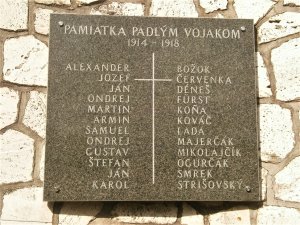 PAMIATKA PADLÝM VOJAKOM
1914 - 1918
ALEXANDER BOŽOK
JOZEF ČERVENKA
JÁN DÉNEŠ
ONDREJ FÜRST
MARTIN KOŇA
ARMIN KOVÁČ
SAMUEL LADA
ONDREJ MAJERČÁK
GUSTÁV MIKOLAJČÍK
ŠTEFAN OGURČÁK
JÁN SMREK
KAROL STRIŠOVSKÝ